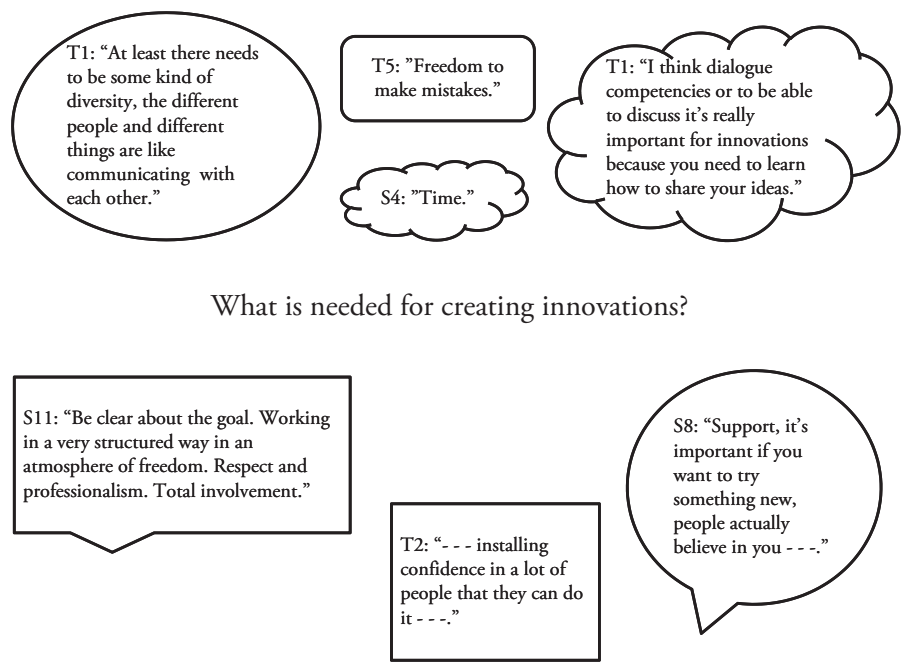 T1: “At least there needs
to be some kind of
diversity, the different
people and different
things are like
communicating with
each other.”
T5: ”Freedom to
make mistakes.”
S4: ”Time.”
T1: “I think dialogue
competencies or to be able
to discuss it’s really
important for innovations
because you need to learn
how to share your ideas.”
What is needed for creating innovations?
S11: “Be clear about the goal. Working
in a very structured way in an
atmosphere of freedom. Respect and
professionalism. Total involvement.”
T2: “- - - installing
confidence in a lot of
people that they can do
it - - -.”
S8: “Support, it’s
important if you
want to try
something new,
people actually
believe in you - - -.”